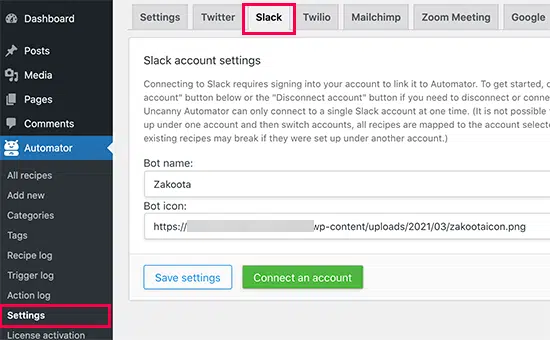 Dashboard
Posts
Media
Pages
Comments
Automator
All recipes
Add new
Categories
Tags
Recipe log
Trigger log
Action log
Settings
License activation
Settings Twitter Slack Twilio Mailchimp Zoom Meeting Google
Slack account settings
Connecting to Slack requires signing into your account to link it to Automator. To get started, c
account" button below or the "Disconnect account" button if you need to disconnect or conne
Uncanny Automator can only connect to a single Slack account at one time. (It is not possible
up under one account and then switch accounts, all recipes are mapped to the account selecte
existing recipes may break if they were set up under another account.)
Bot name:
Zakoota
Bot icon:
https:// wp-content/uploads/2021/03/zakootaicon.png
Save settings Connect an account